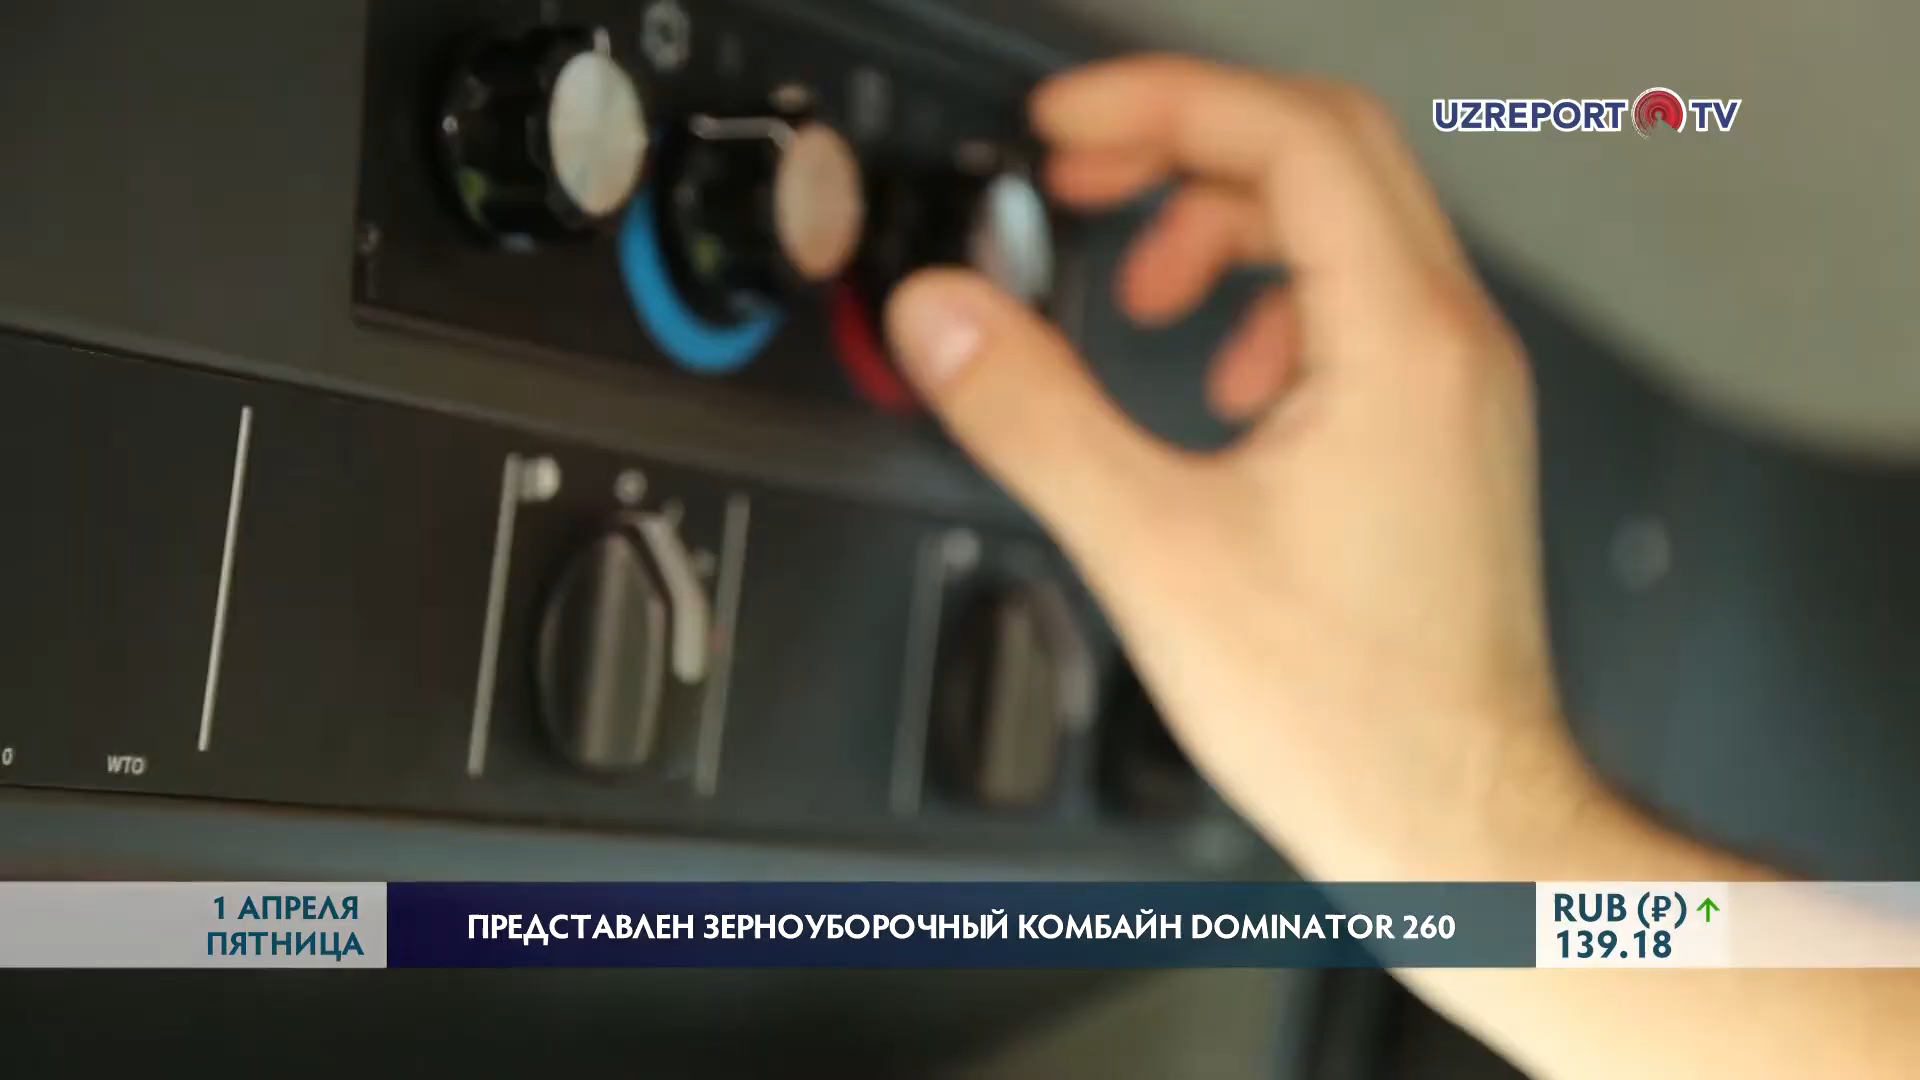 UZREPORT TV
0
WTO
1 АПРЕЛЯ
ПЯТНИЦА
ПРЕДСТАВЛЕН ЗЕРНОУБОРОЧНЫЙ КОМБАЙН DOMINATOR 260
RUB (₽) ↑
139.18